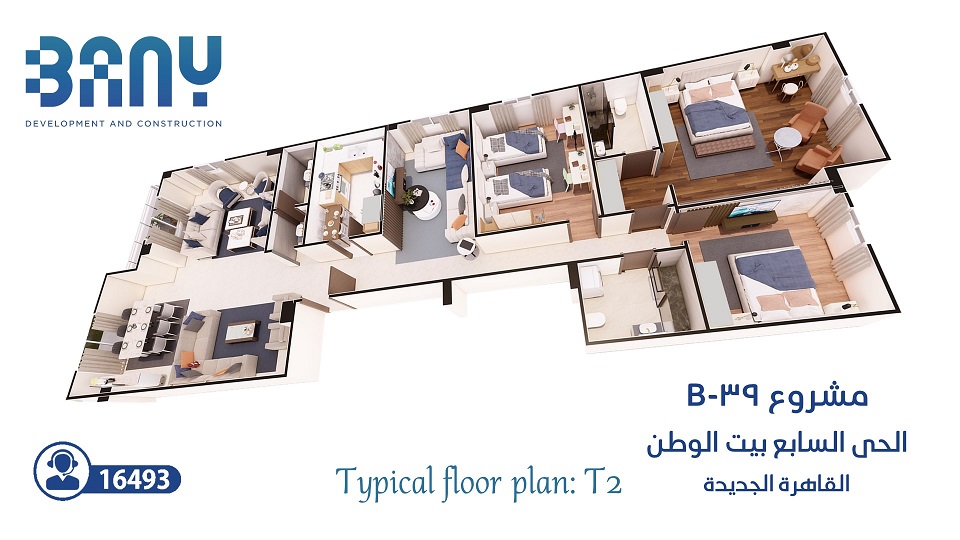 BANY
DEVELOPMENT AND CONSTRUCTION
مشروع B-٣٩
الحى السابع بيت الوطن
القاهرة الجديدة
16493
Typical floor plan: T2